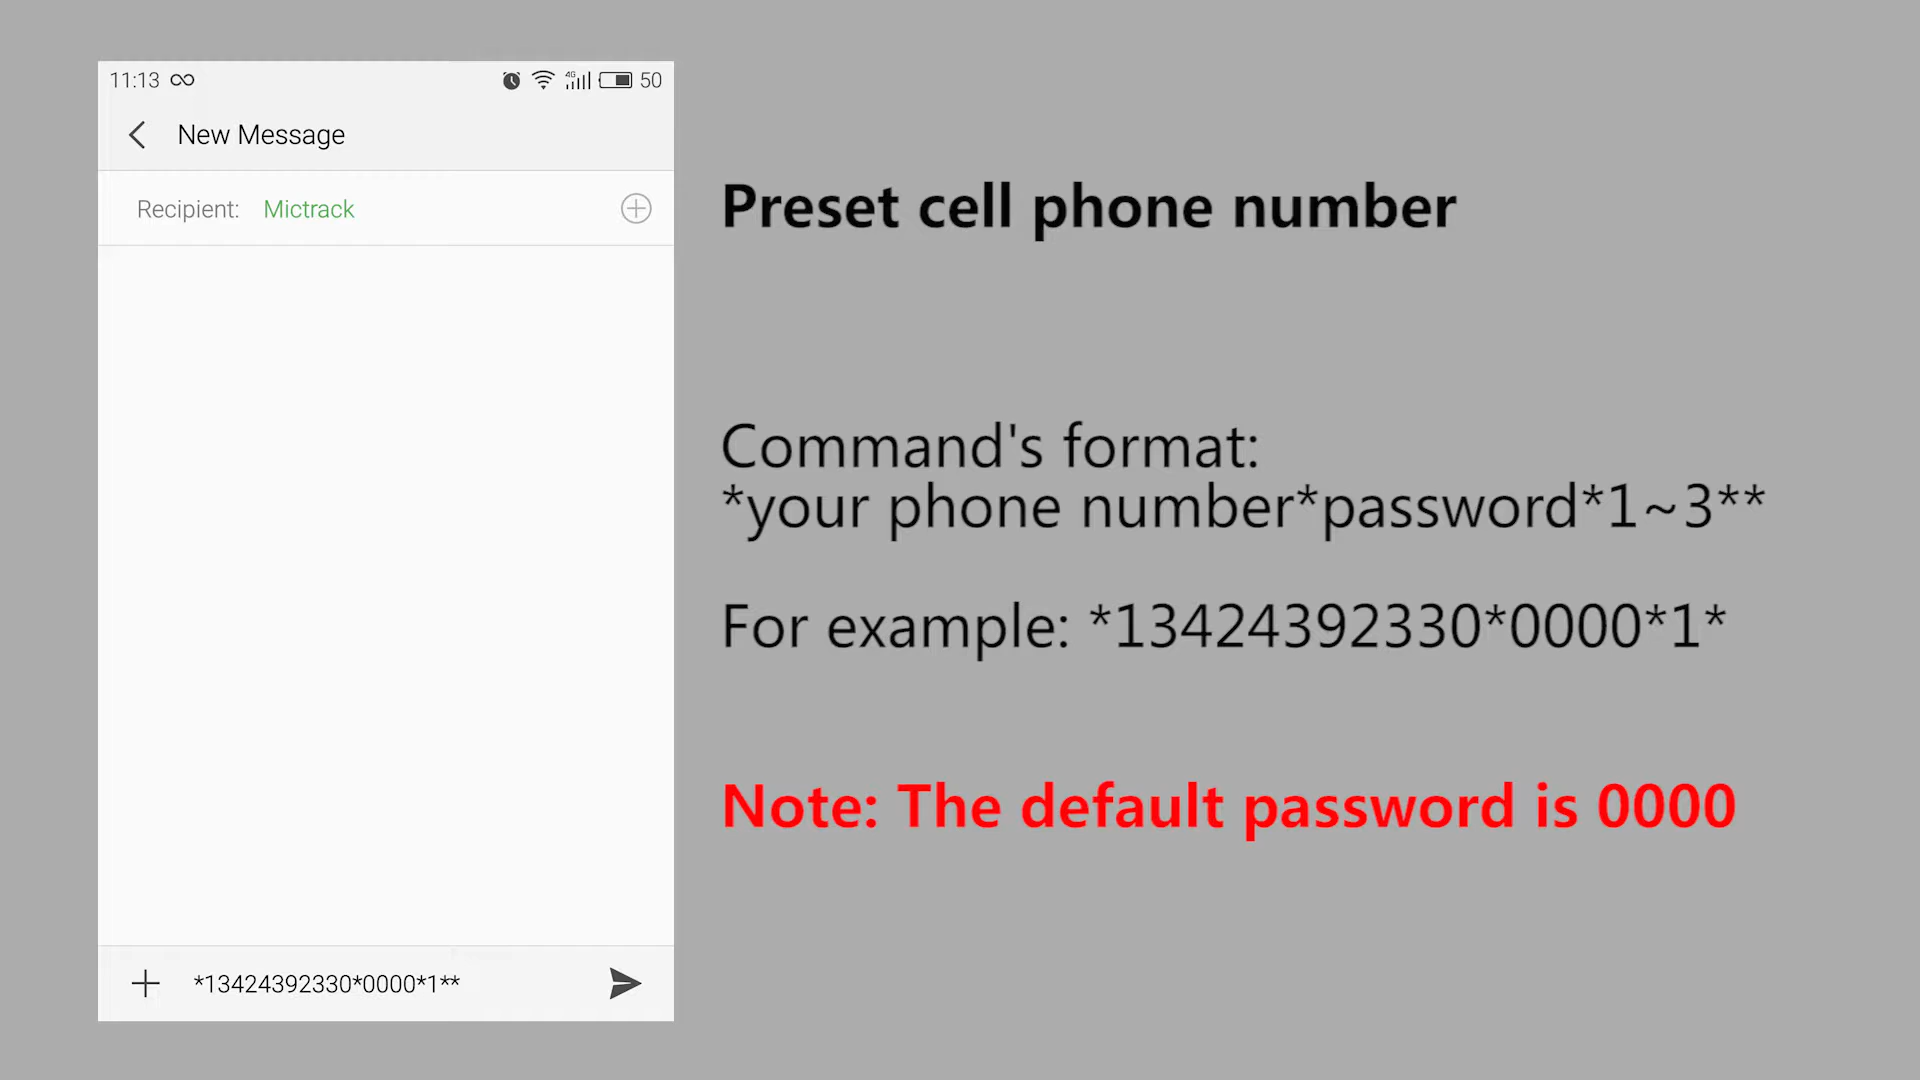 11:13
4G
50
New Message
Recipient: Mictrack
*13424392330*0000*1**
Preset cell phone number
Command's format:
*your phone number*password*1~3**
For example: *13424392330*0000*1*
Note: The default password is 0000